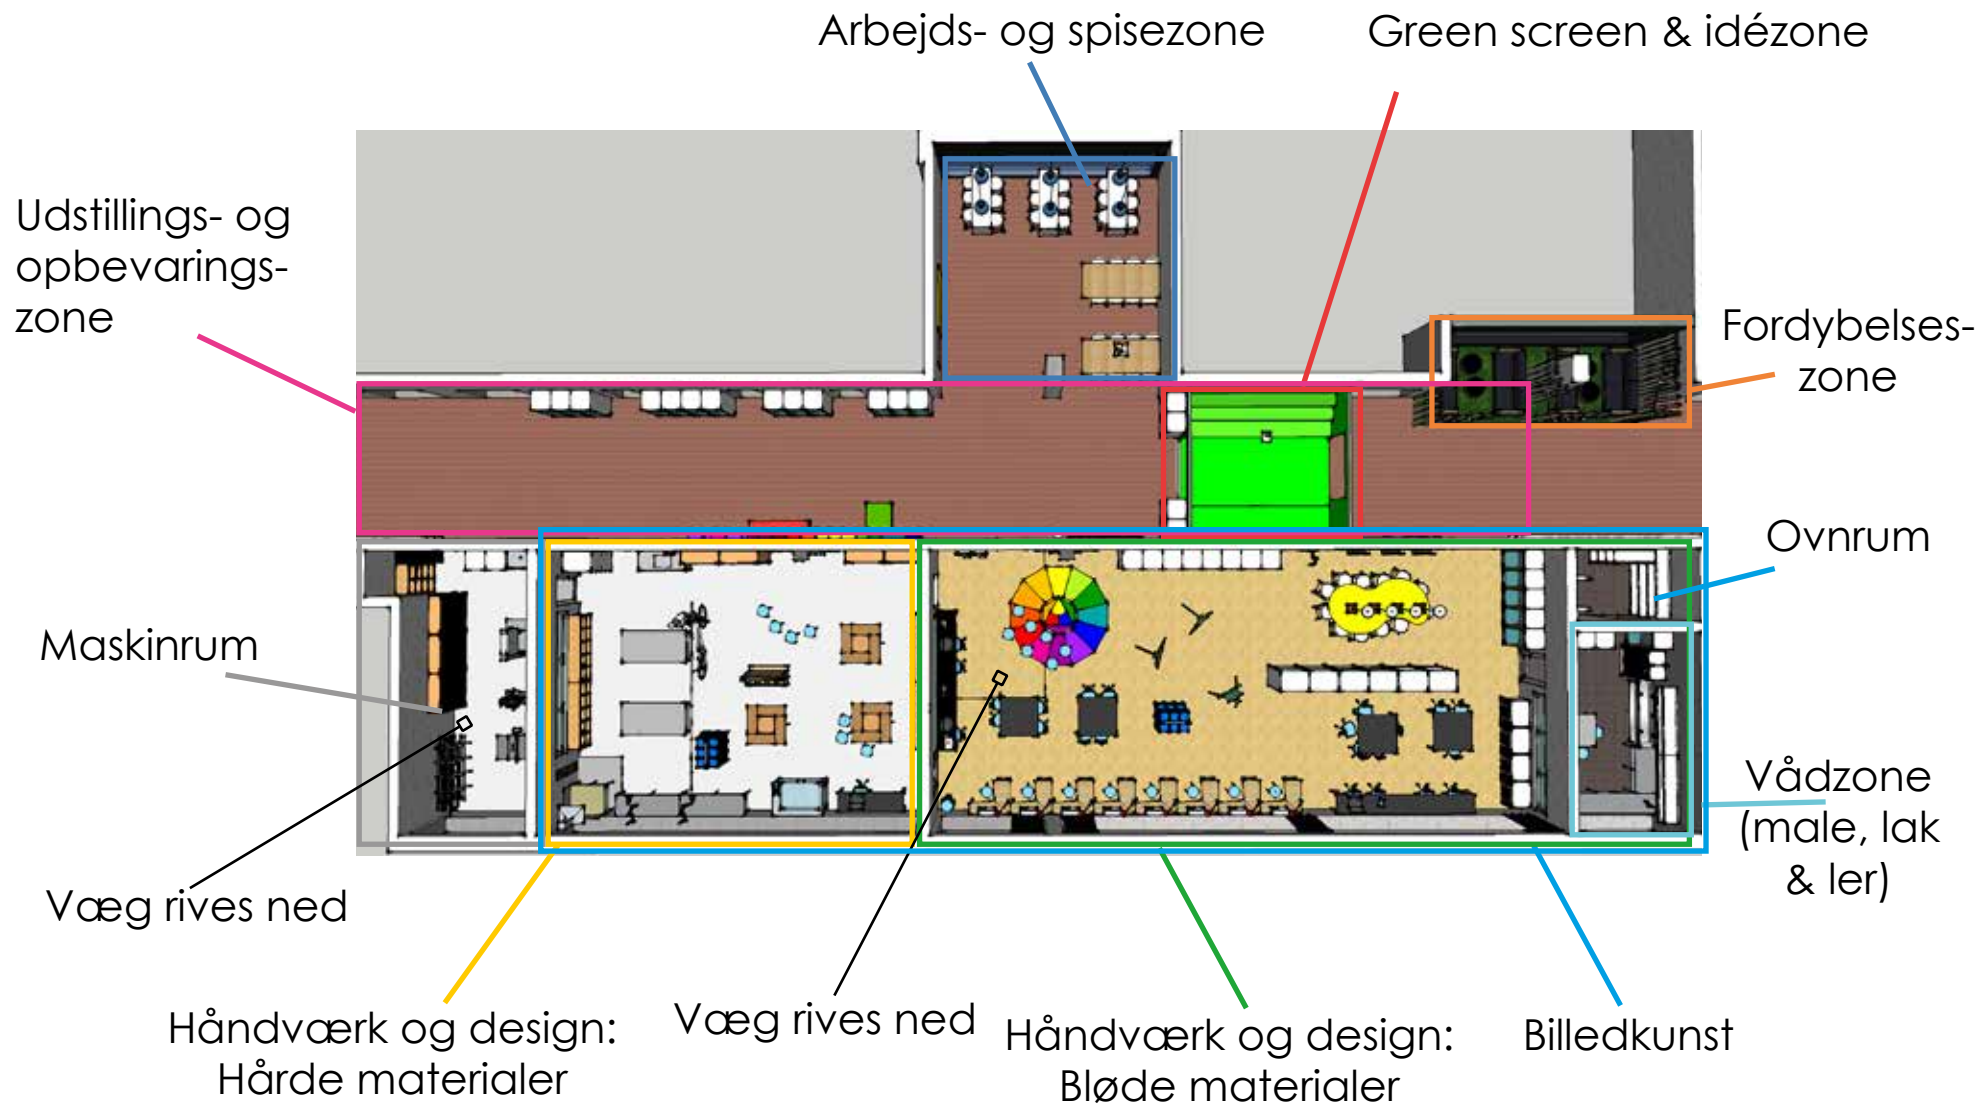 Arbejds- og spisezone
Green screen & idézone
Udstillings- og
opbevarings-
zone
Fordybelses-
zone
Ovnrum
Maskinrum
Vådzone
(male, lak
& ler)
Væg rives ned
Væg rives ned
Håndværk og design:
Hårde materialer
Håndværk og design:
Bløde materialer
Billedkunst